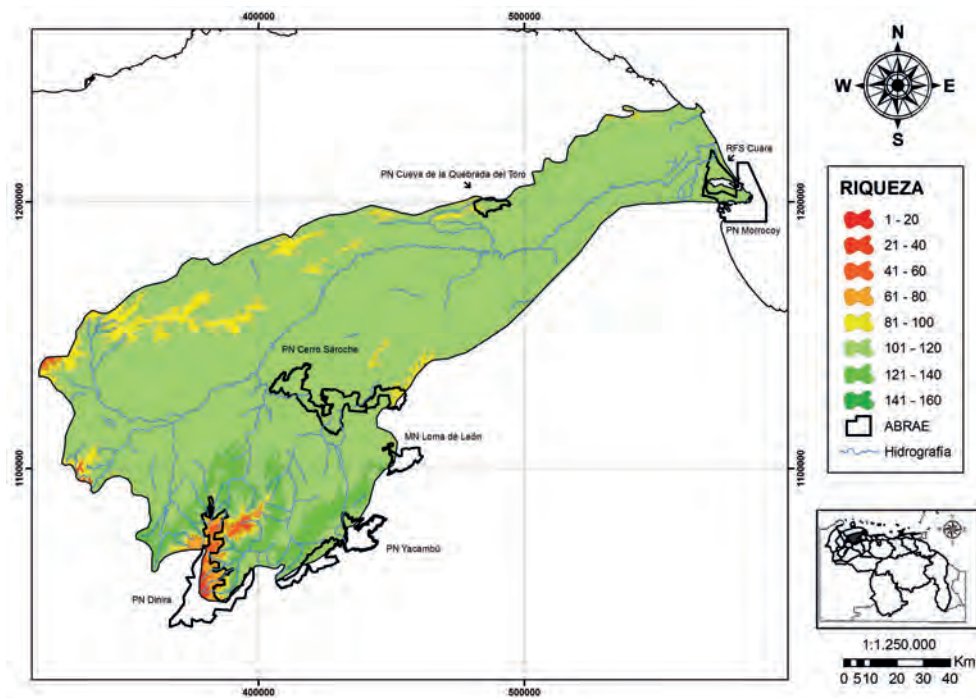 400000
500000
N
W
E
S
RFS Cuare
PN Cueva de la Quebrada del Toro
1200000
1200000
PN Morrocoy
RIQUEZA
1 - 20
21 - 40
41 - 60
61 - 80
81 - 100
101 - 120
121 - 140
141 - 160
ABRAE
Hidrografía
PN Cerro Saroche
MN Loma de León
1100000
1100000
PN Yacambú
PN Dinira
1:1.250.000
Km
0 5 10 20 30 40
400000
500000